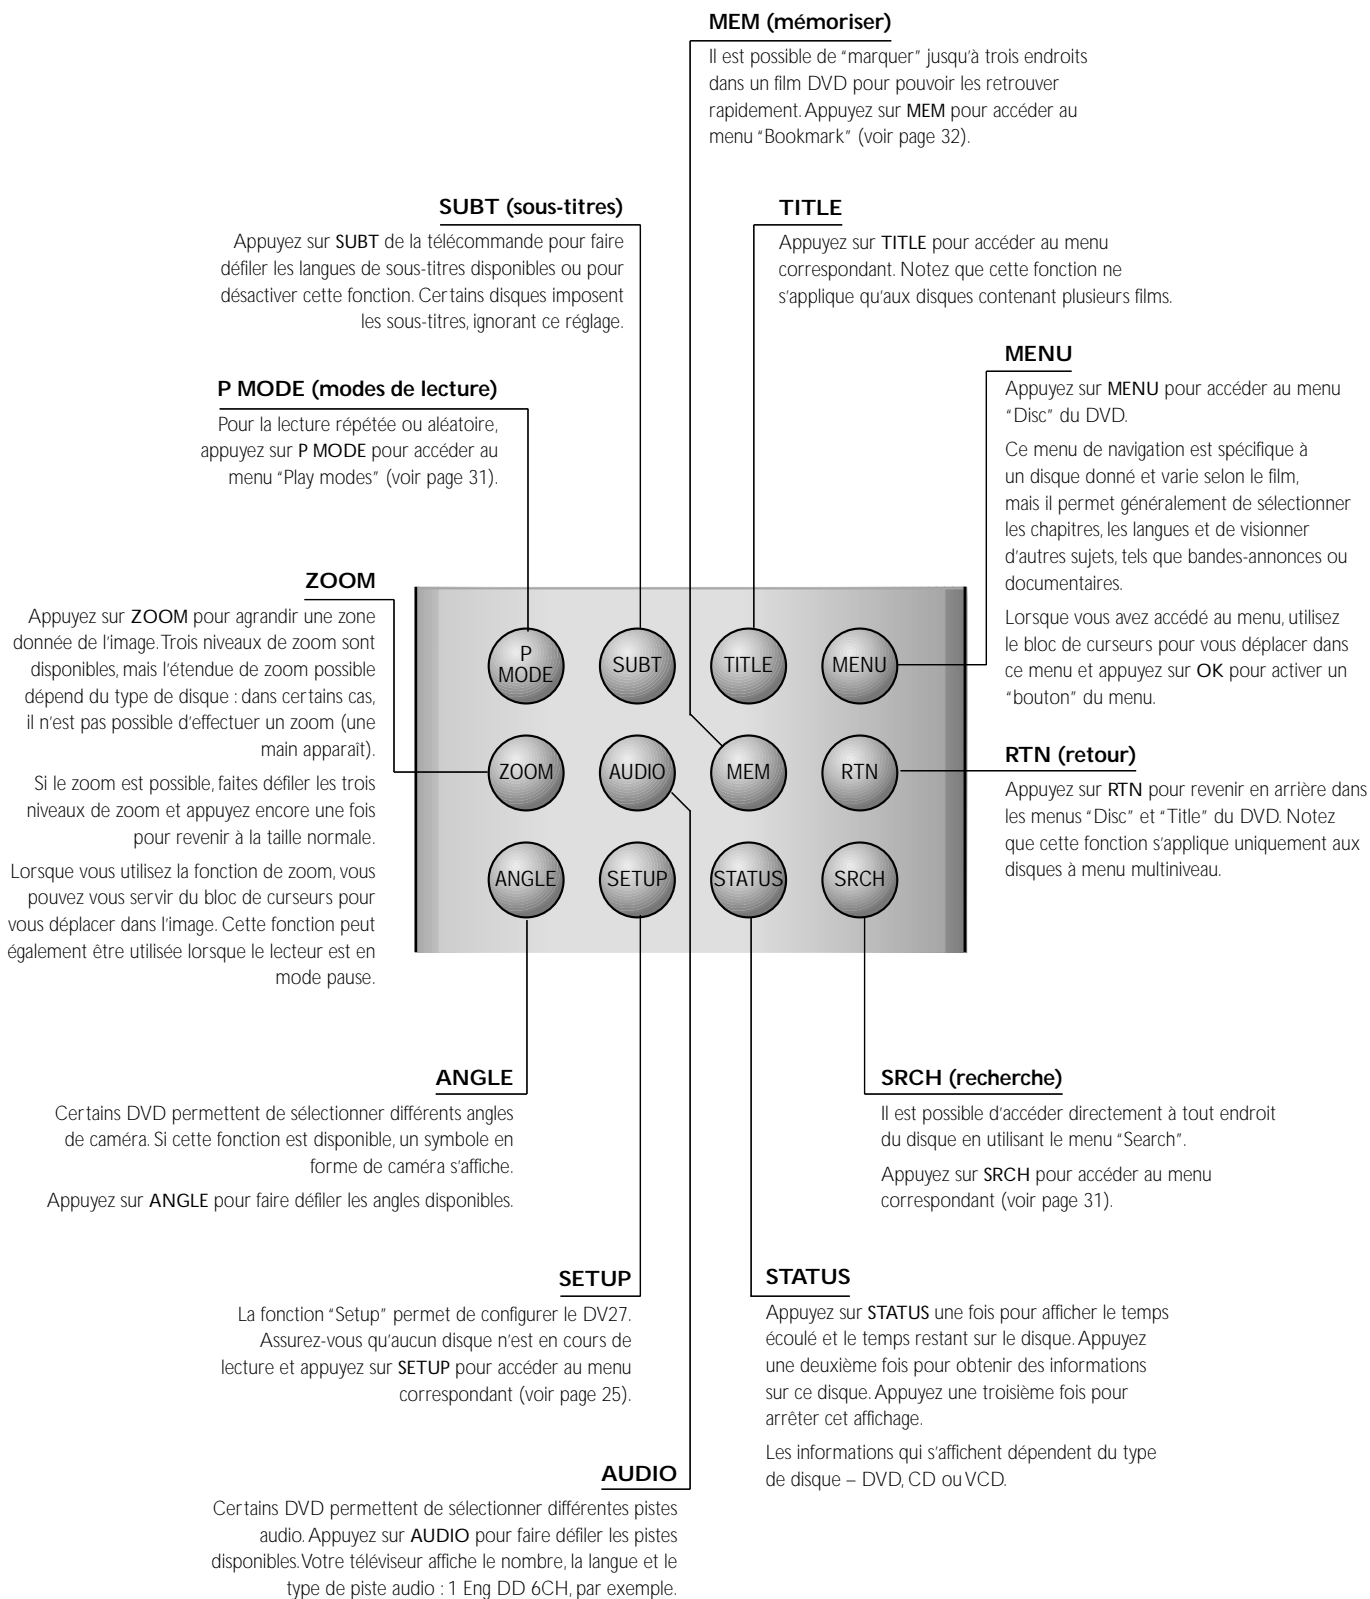 MEM (mémoriser)
Il est possible de “marquer” jusqu’à trois endroits
dans un film DVD pour pouvoir les retrouver
rapidement. Appuyez sur MEM pour accéder au
menu “Bookmark” (voir page 32).
SUBT (sous-titres)
Appuyez sur SUBT de la télécommande pour faire
défiler les langues de sous-titres disponibles ou pour
désactiver cette fonction. Certains disques imposent
les sous-titres, ignorant ce réglage.
TITLE
Appuyez sur TITLE pour accéder au menu
correspondant. Notez que cette fonction ne
s’applique qu’aux disques contenant plusieurs films.
P MODE (modes de lecture)
Pour la lecture répétée ou aléatoire,
appuyez sur P MODE pour accéder au
menu “Play modes” (voir page 31).
MENU
Appuyez sur MENU pour accéder au menu
“Disc” du DVD.
Ce menu de navigation est spécifique à
un disque donné et varie selon le film,
mais il permet généralement de sélectionner
les chapitres, les langues et de visionner
d’autres sujets, tels que bandes-annonces ou
documentaires.
Lorsque vous avez accédé au menu, utilisez
le bloc de curseurs pour vous déplacer dans
ce menu et appuyez sur OK pour activer un
“bouton” du menu.
ZOOM
Appuyez sur ZOOM pour agrandir une zone
donnée de l’image. Trois niveaux de zoom sont
disponibles, mais l’étendue de zoom possible
dépend du type de disque : dans certains cas,
il n’est pas possible d’effectuer un zoom (une
main apparaît).
Si le zoom est possible, faites défiler les trois
niveaux de zoom et appuyez encore une fois
pour revenir à la taille normale.
Lorsque vous utilisez la fonction de zoom, vous
pouvez vous servir du bloc de curseurs pour
vous déplacer dans l’image. Cette fonction peut
également être utilisée lorsque le lecteur est en
mode pause.
P
MODE
SUBT
TITLE
MENU
ZOOM
AUDIO
MEM
RTN
ANGLE
SETUP
STATUS
SRCH
RTN (retour)
Appuyez sur RTN pour revenir en arrière dans
les menus “Disc” et “Title” du DVD. Notez
que cette fonction s’applique uniquement aux
disques à menu multiniveau.
ANGLE
Certains DVD permettent de sélectionner différents angles
de caméra. Si cette fonction est disponible, un symbole en
forme de caméra s’affiche.
Appuyez sur ANGLE pour faire défiler les angles disponibles.
SRCH (recherche)
Il est possible d’accéder directement à tout endroit
du disque en utilisant le menu “Search”.
Appuyez sur SRCH pour accéder au menu
correspondant (voir page 31).
SETUP
La fonction “Setup” permet de configurer le DV27.
Assurez-vous qu’aucun disque n’est en cours de
lecture et appuyez sur SETUP pour accéder au menu
correspondant (voir page 25).
STATUS
Appuyez sur STATUS une fois pour afficher le temps
écoulé et le temps restant sur le disque. Appuyez
une deuxième fois pour obtenir des informations
sur ce disque. Appuyez une troisième fois pour
arrêter cet affichage.
Les informations qui s’affichent dépendent du type
de disque – DVD, CD ou VCD.
AUDIO
Certains DVD permettent de sélectionner différentes pistes
audio. Appuyez sur AUDIO pour faire défiler les pistes
disponibles. Votre téléviseur affiche le nombre, la langue et le
type de piste audio : 1 Eng DD 6CH, par exemple.